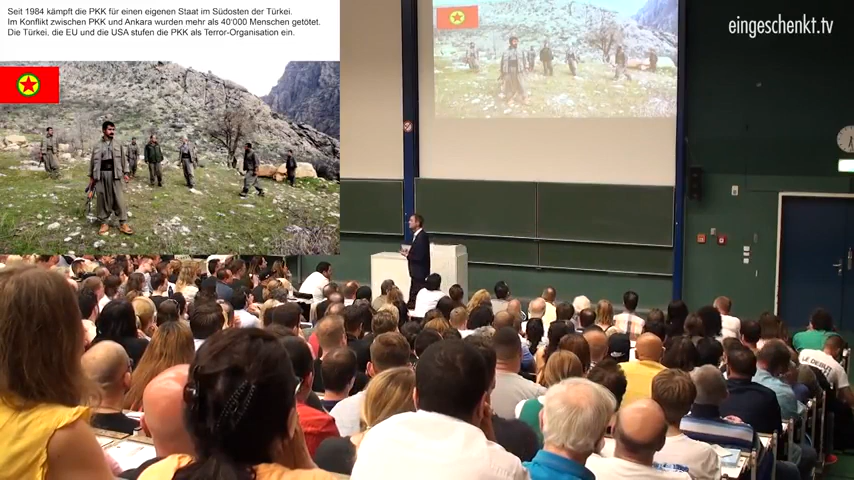 Seit 1984 kämpft die PKK für einen eigenen Staat im Südosten der Türkei.
Im Konflikt zwischen PKK und Ankara wurden mehr als 40'000 Menschen getötet.
Die Türkei, die EU und die USA stufen die PKK als Terror-Organisation ein.
eingeschenkt.tv
LE DEBUT